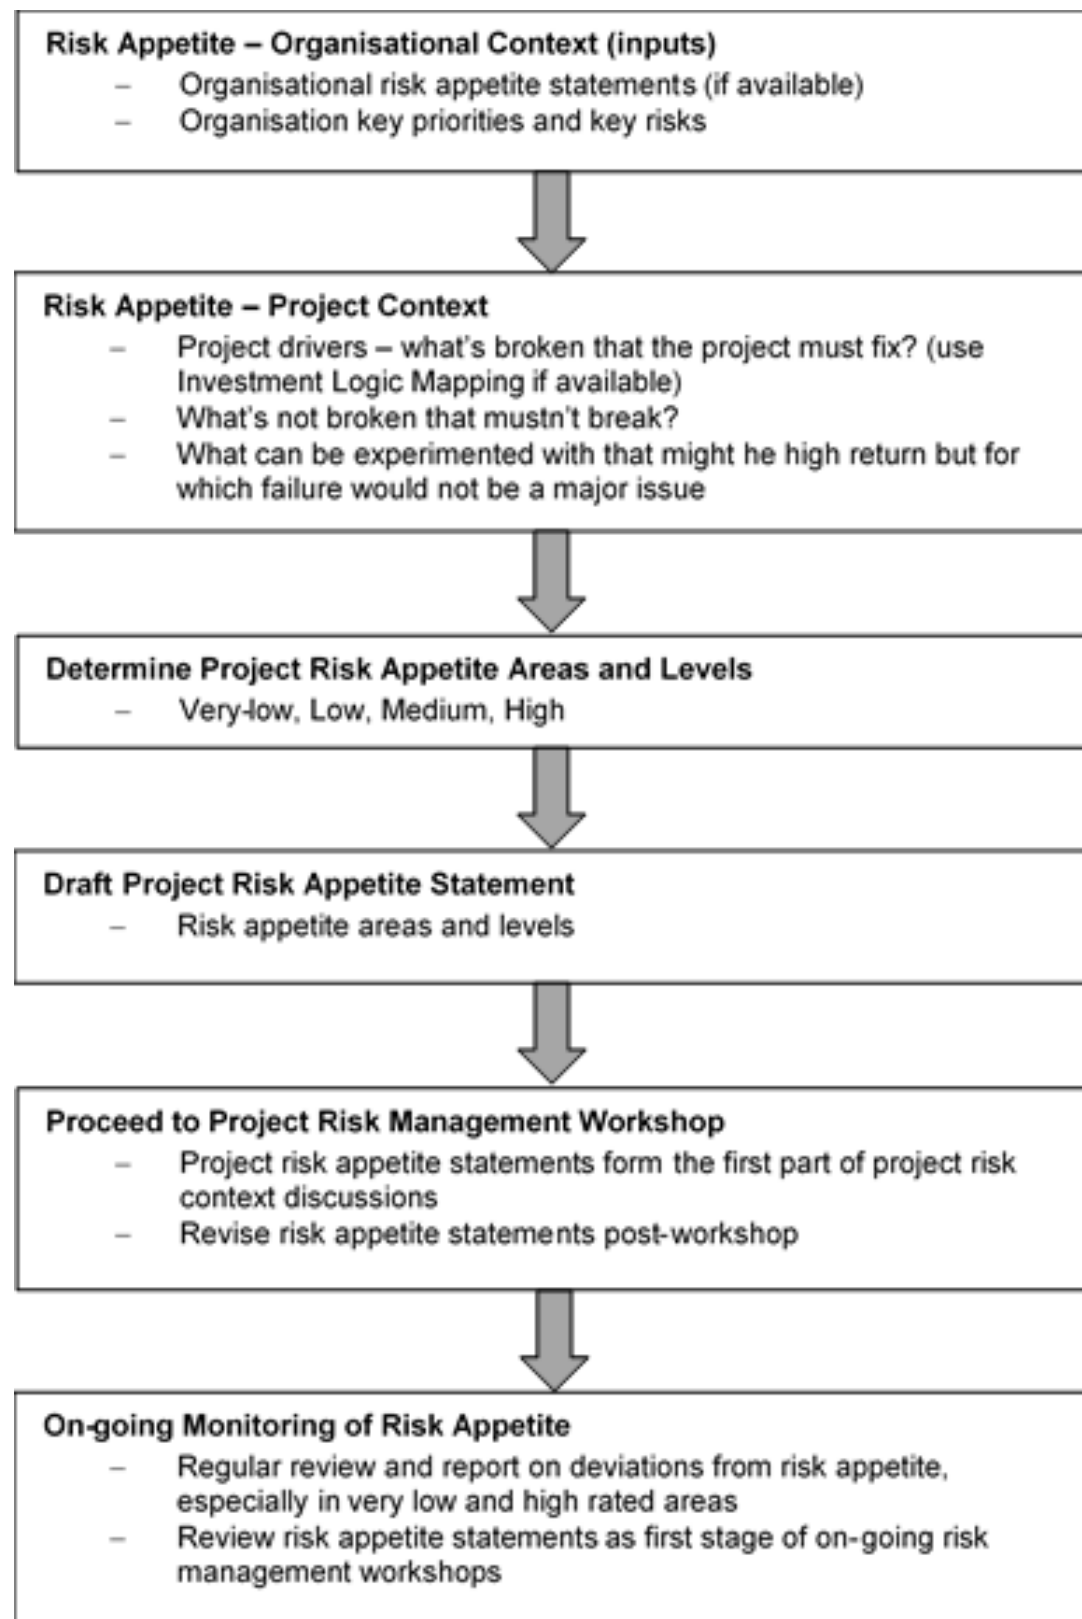 Risk Appetite – Organisational Context (inputs)
– Organisational risk appetite statements (if available)
– Organisation key priorities and key risks
Risk Appetite – Project Context
– Project drivers – what's broken that the project must fix? (use
Investment Logic Mapping if available)
– What's not broken that mustn't break?
– What can be experimented with that might he high return but for
which failure would not be a major issue
Determine Project Risk Appetite Areas and Levels
– Very-low, Low, Medium, High
Draft Project Risk Appetite Statement
– Risk appetite areas and levels
Proceed to Project Risk Management Workshop
– Project risk appetite statements form the first part of project risk
context discussions
– Revise risk appetite statements post-workshop
On-going Monitoring of Risk Appetite
– Regular review and report on deviations from risk appetite,
especially in very low and high rated areas
– Review risk appetite statements as first stage of on-going risk
management workshops